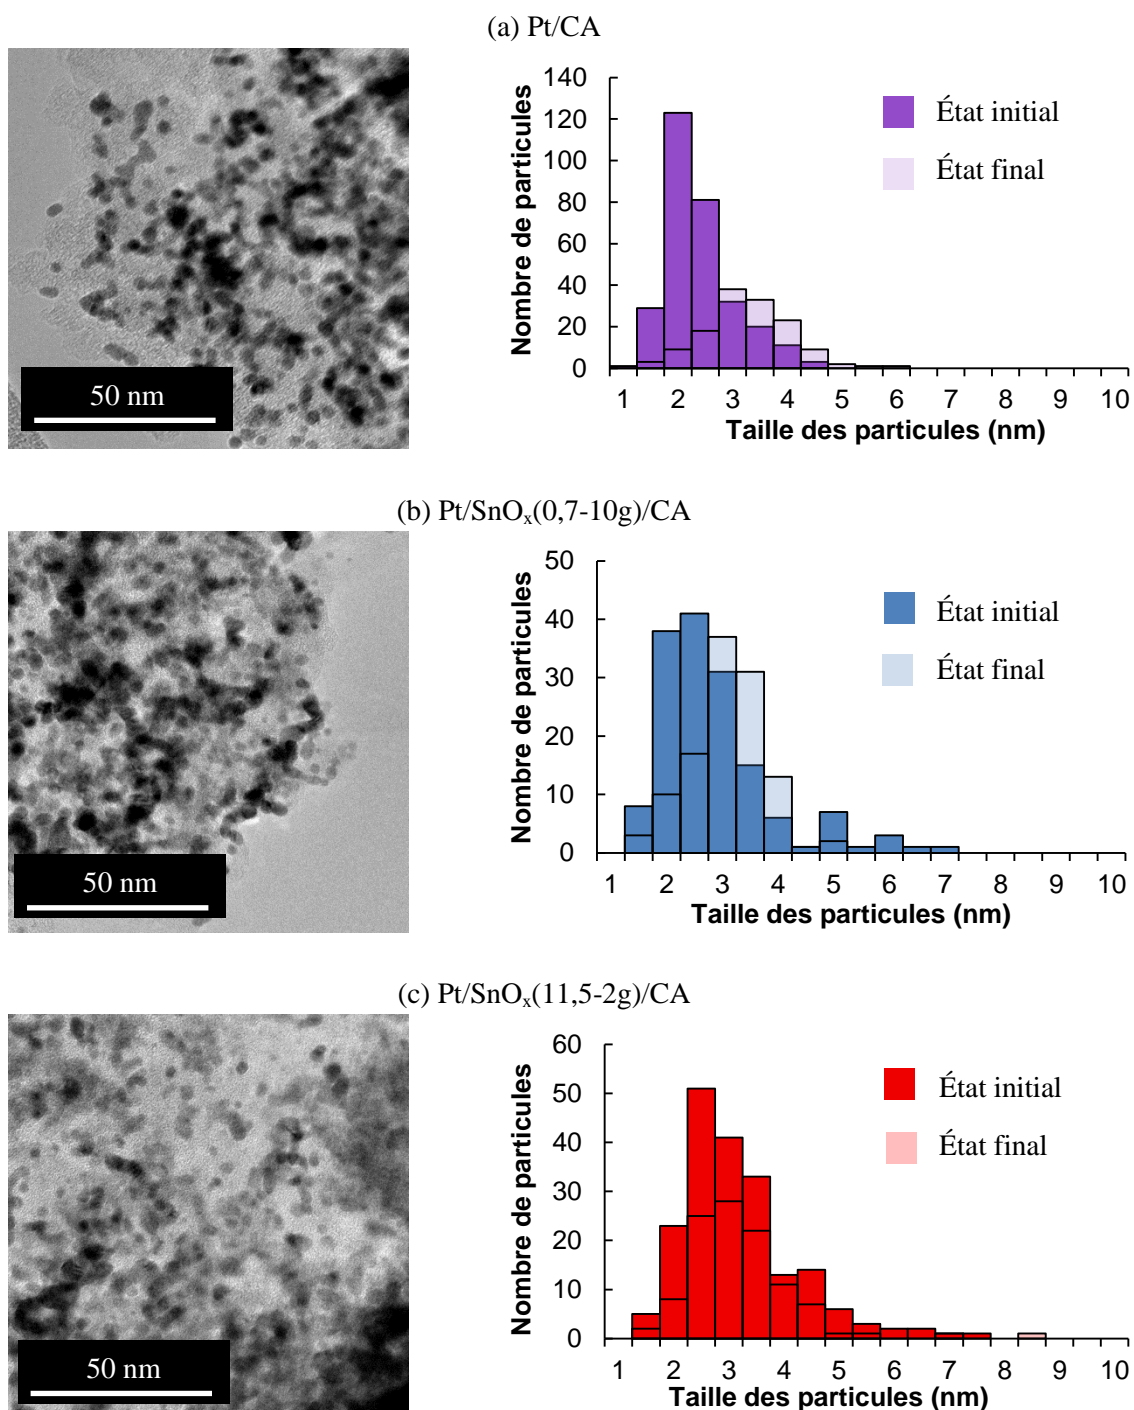 (a) Pt/CA
50 nm
Nombre de particules
140
120
100
80
60
40
20
0
État initial
État final
1 2 3 4 5 6 7 8 9 10
Taille des particules (nm)
(b) Pt/SnOx(0,7-10g)/CA
50 nm
Nombre de particules
50
40
30
20
10
0
État initial
État final
1 2 3 4 5 6 7 8 9 10
Taille des particules (nm)
(c) Pt/SnOx(11,5-2g)/CA
50 nm
Nombre de particules
60
50
40
30
20
10
0
État initial
État final
1 2 3 4 5 6 7 8 9 10
Taille des particules (nm)